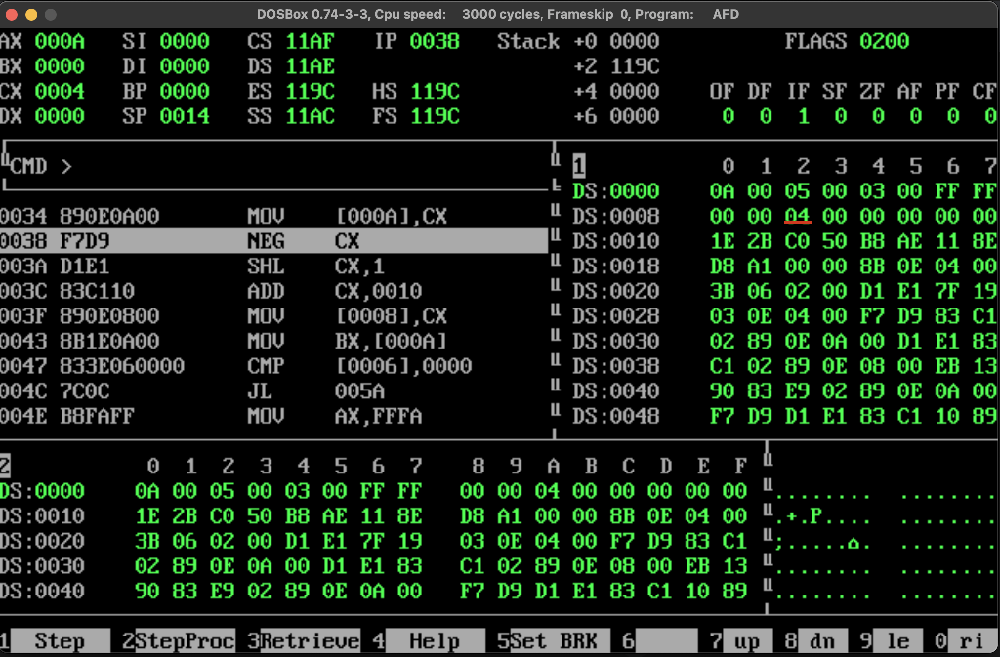 DOSBox 0.74-3-3, Cpu speed: 3000 cycles, Frameskip 0, Program: AFD
AX 000A SI 0000 CS 11AF IP 0038 Stack +0 0000 FLAGS 0200
BX 0000 DI 0000 DS 11AE +2 119C
CX 0004 BP 0000 ES 119C HS 119C +4 0000 OF DF IF SF ZF AF PF CF
DX 0000 SP 0014 SS 11AC FS 119C +6 0000 0 0 1 0 0 0 0 0
CMD >
0034 890E0A00 MOV [000A],CX
0038 F7D9 NEG CX
003A D1E1 SHL CX,1
003C 83C110 ADD CX,0010
003F 890E0800 MOV [0008],CX
0043 8B1E0A00 MOV BX,[000A]
0047 833E060000 CMP [0006],0000
004C 7C0C JL 005A
004E B8FAFF MOV AX,FFFA
1 0 1 2 3 4 5 6 7
DS:0000 0A 00 05 00 03 00 FF FF
DS:0008 00 00 04 00 00 00 00 00
DS:0010 1E 2B C0 50 B8 AE 11 8E
DS:0018 D8 A1 00 00 8B 0E 04 00
DS:0020 3B 06 02 00 D1 E1 7F 19
DS:0028 03 0E 04 00 F7 D9 83 C1
DS:0030 02 89 0E 0A 00 D1 E1 83
DS:0038 C1 02 89 0E 08 00 EB 13
DS:0040 90 83 E9 02 89 0E 0A 00
DS:0048 F7 D9 D1 E1 83 C1 10 89
2 0 1 2 3 4 5 6 7 8 9 A B C D E F
DS:0000 0A 00 05 00 03 00 FF FF 00 00 04 00 00 00 00 00 ........ ........
DS:0010 1E 2B C0 50 B8 AE 11 8E D8 A1 00 00 8B 0E 04 00 .+.P.... ........
DS:0020 3B 06 02 00 D1 E1 7F 19 03 0E 04 00 F7 D9 83 C1 ;.....⌂. ........
DS:0030 02 89 0E 0A 00 D1 E1 83 C1 02 89 0E 08 00 EB 13 ........ ........
DS:0040 90 83 E9 02 89 0E 0A 00 F7 D9 D1 E1 83 C1 10 89 ........ ........
1 Step 2StepProc 3Retrieve 4 Help 5Set BRK 6 7 up 8 dn 9 le 0 ri